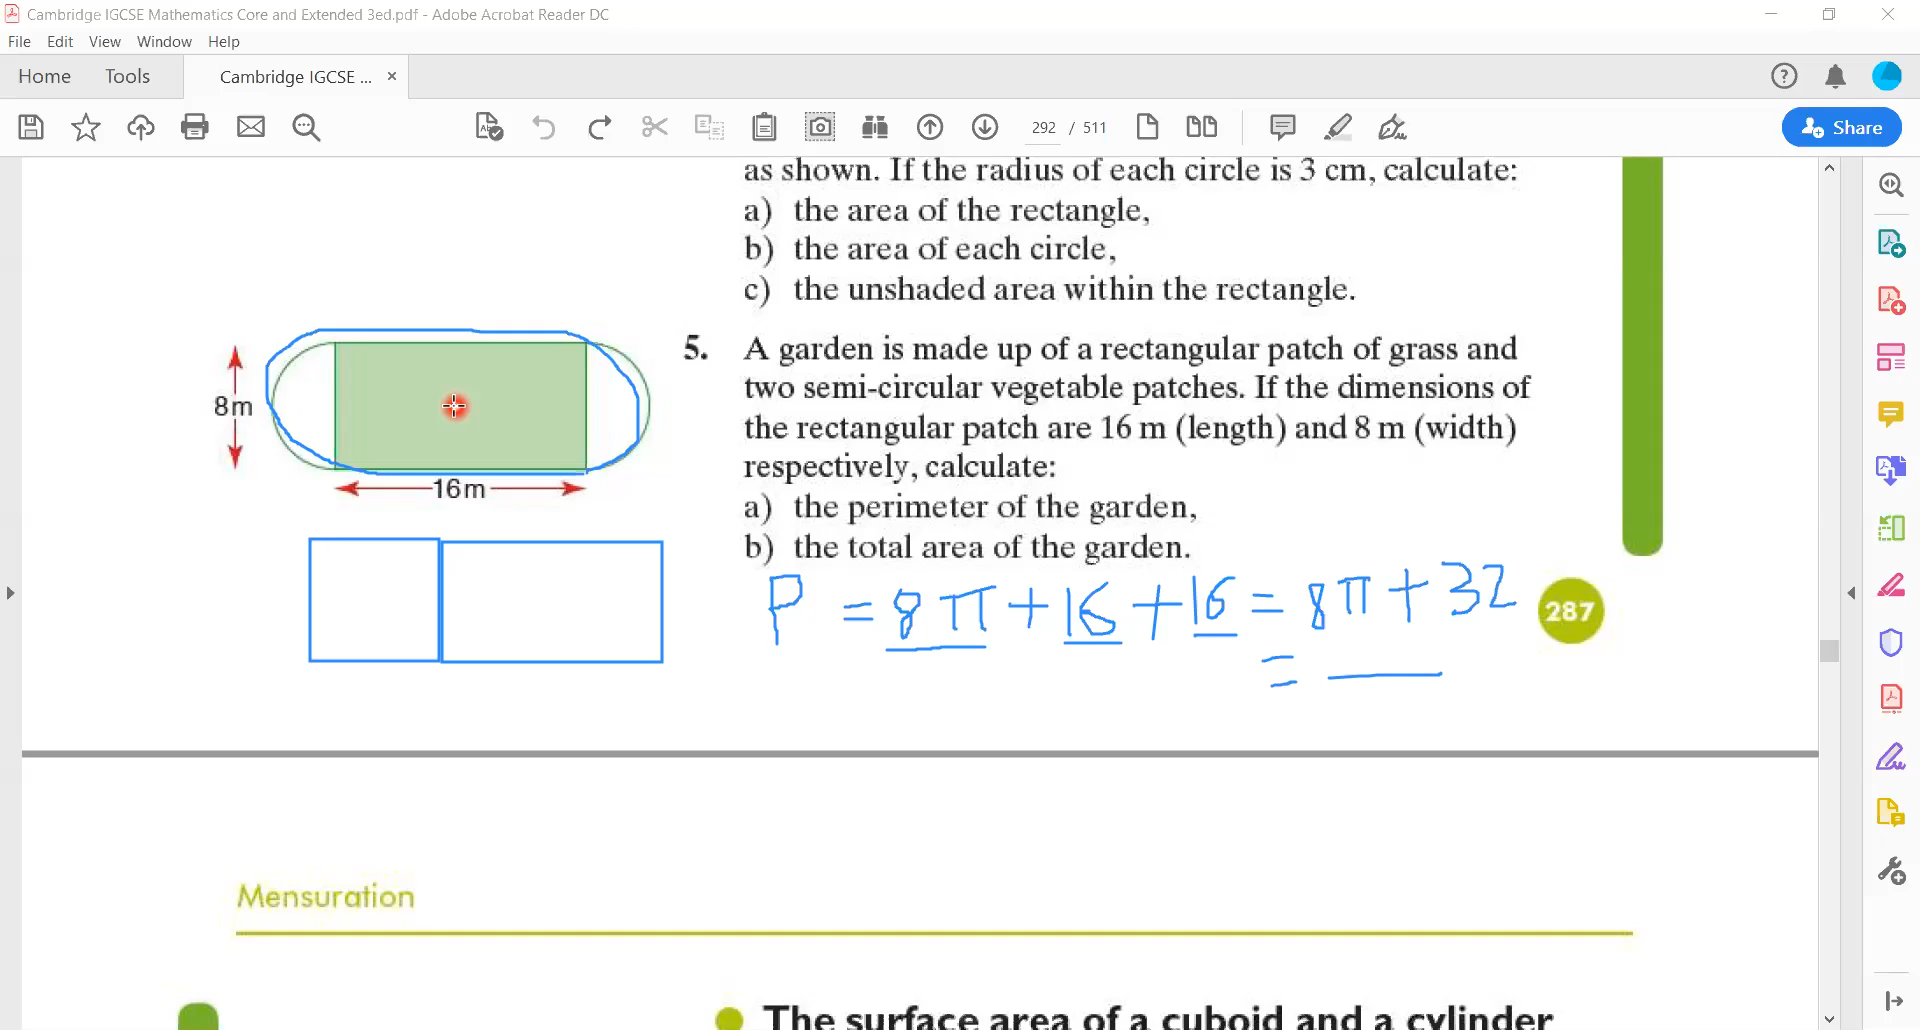 Cambridge IGCSE Mathematics Core and Extended 3ed.pdf - Adobe Acrobat Reader DC
File Edit View Window Help
Home Tools Cambridge IGCSE ... ×
292 / 511
Share
as shown. If the radius of each circle is 3 cm, calculate:
a) the area of the rectangle,
b) the area of each circle,
c) the unshaded area within the rectangle.
8m
16m
5. A garden is made up of a rectangular patch of grass and
two semi-circular vegetable patches. If the dimensions of
the rectangular patch are 16 m (length) and 8 m (width)
respectively, calculate:
a) the perimeter of the garden,
b) the total area of the garden.
P = 8π + 16 + 16 = 8π + 32
=
287
Mensuration
The surface area of a cuboid and a cylinder